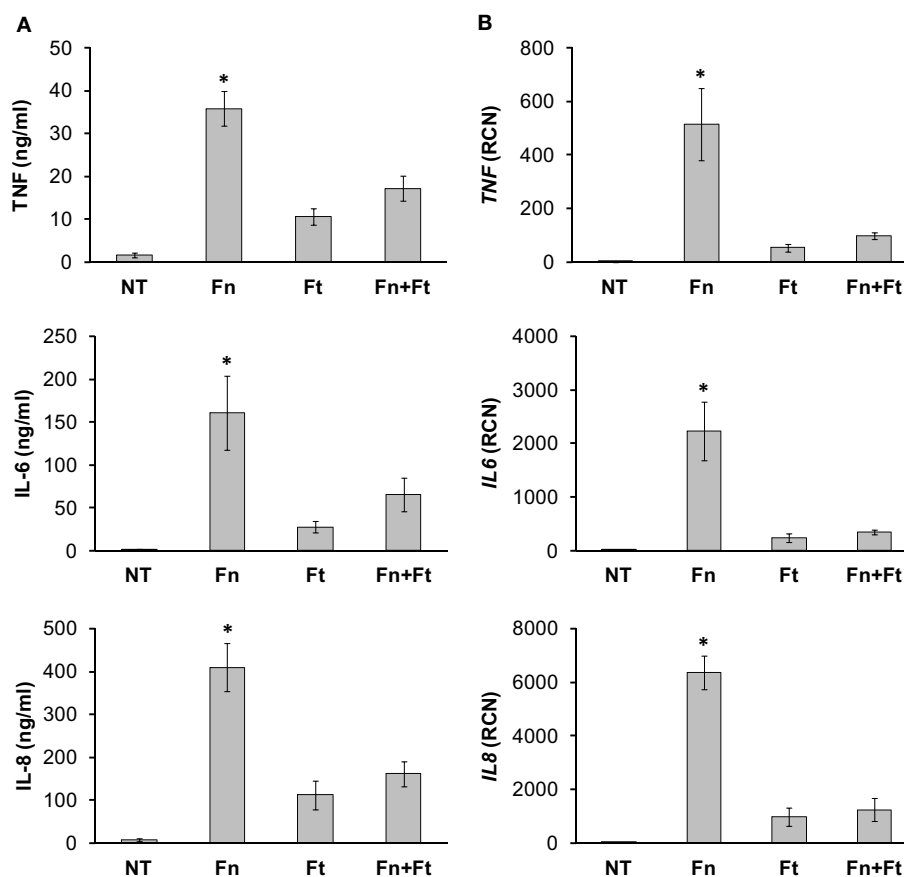 A
50
40
30
20
10
0
TNF (ng/ml)
*
NT Fn Ft Fn+Ft
250
200
150
100
50
0
IL-6 (ng/ml)
*
NT Fn Ft Fn+Ft
500
400
300
200
100
0
IL-8 (ng/ml)
*
NT Fn Ft Fn+Ft
B
800
600
400
200
0
TNF (RCN)
*
NT Fn Ft Fn+Ft
4000
3000
2000
1000
0
IL6 (RCN)
*
NT Fn Ft Fn+Ft
8000
6000
4000
2000
0
IL8 (RCN)
*
NT Fn Ft Fn+Ft